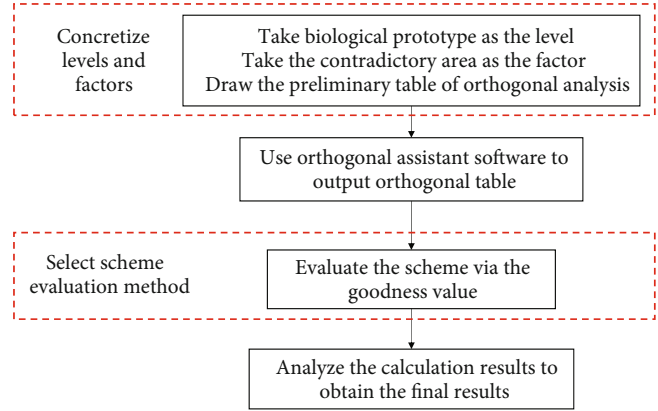 Concretize
levels and
factors
Take biological prototype as the level
Take the contradictory area as the factor
Draw the preliminary table of orthogonal analysis
Use orthogonal assistant software to
output orthogonal table
Select scheme
evaluation method
Evaluate the scheme via the
goodness value
Analyze the calculation results to
obtain the final results